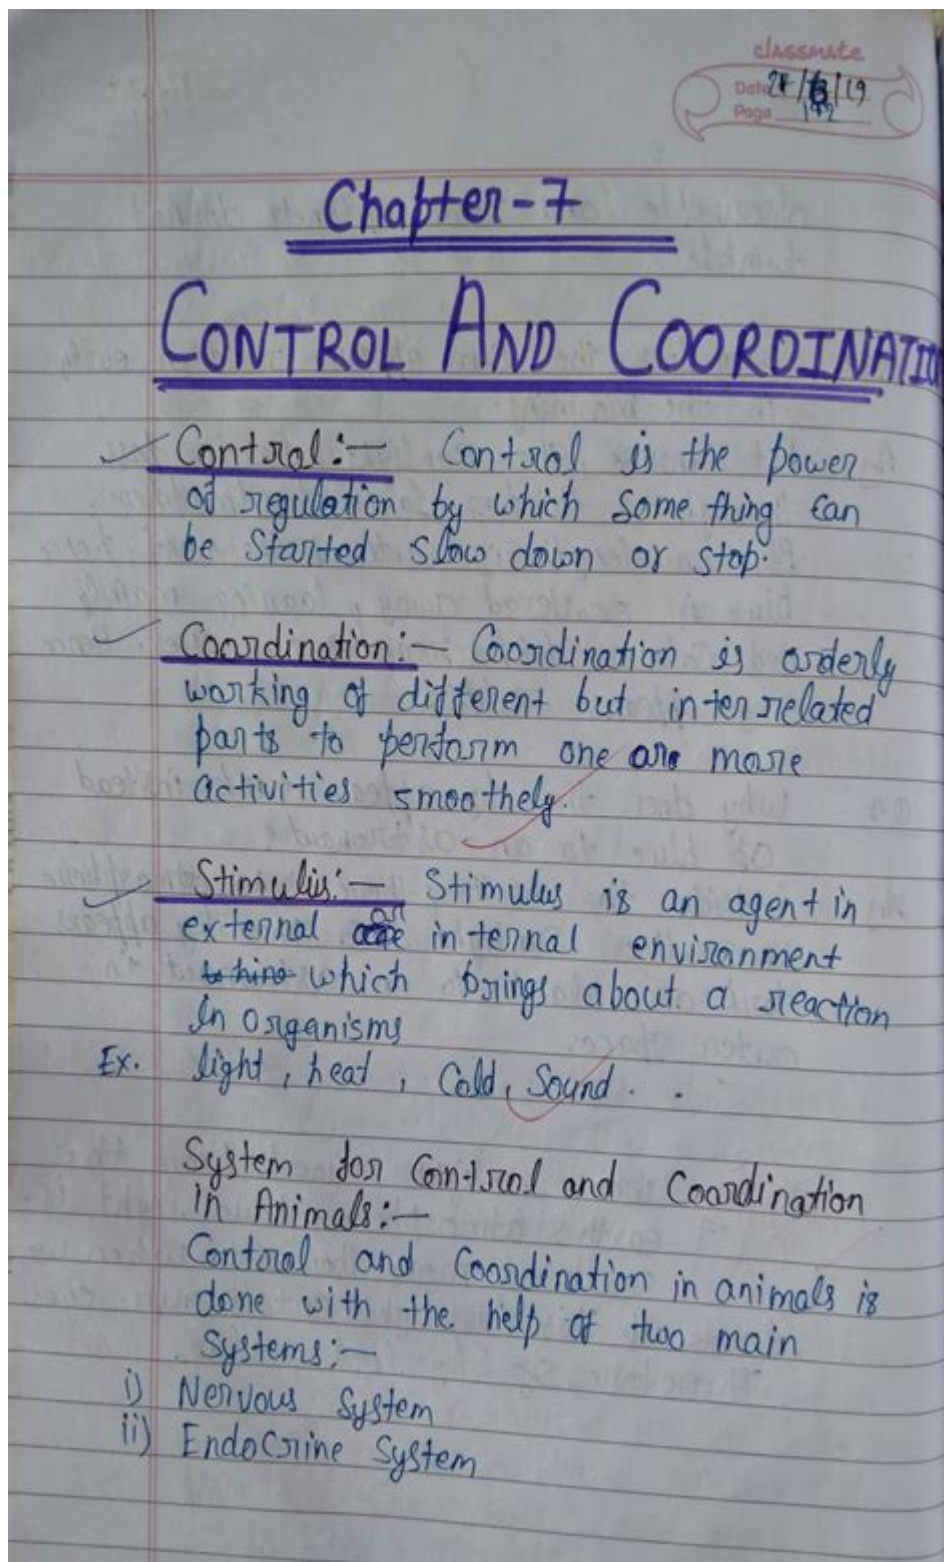 classmate
Date 27/8/19
Page 142
Chapter-7
CONTROL AND COORDINATIO
Control:- Control is the power
of regulation by which some thing can
be started slow down or stop.
Coordination:- Coordination is orderly
working of different but interrelated
parts to perform one are more
activities smoothely.
Stimulus:- Stimulus is an agent in
external or internal environment
which brings about a reaction
in organisms
Ex. light, heat, cold, sound.
System for Control and Coordination
in Animals:-
Control and Coordination in animals is
done with the help of two main
Systems:-
i) Nervous System
ii) Endocrine System